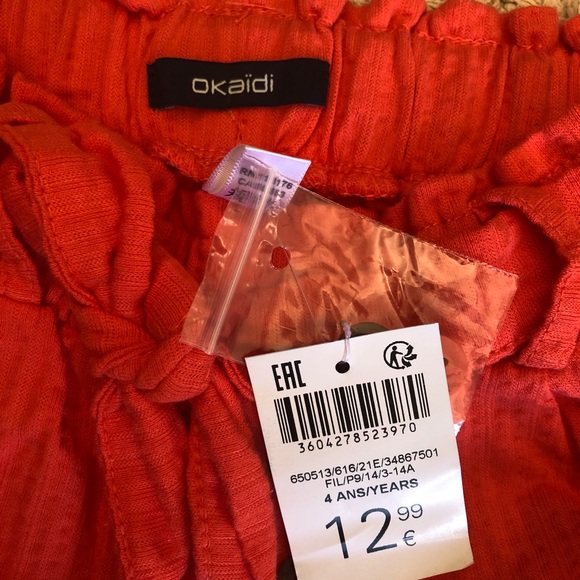 okaïdi
EAC
3604278523970
650513/616/21E/34867501
FIL/P9/14/3-14A
4 ANS/YEARS
12,99
€